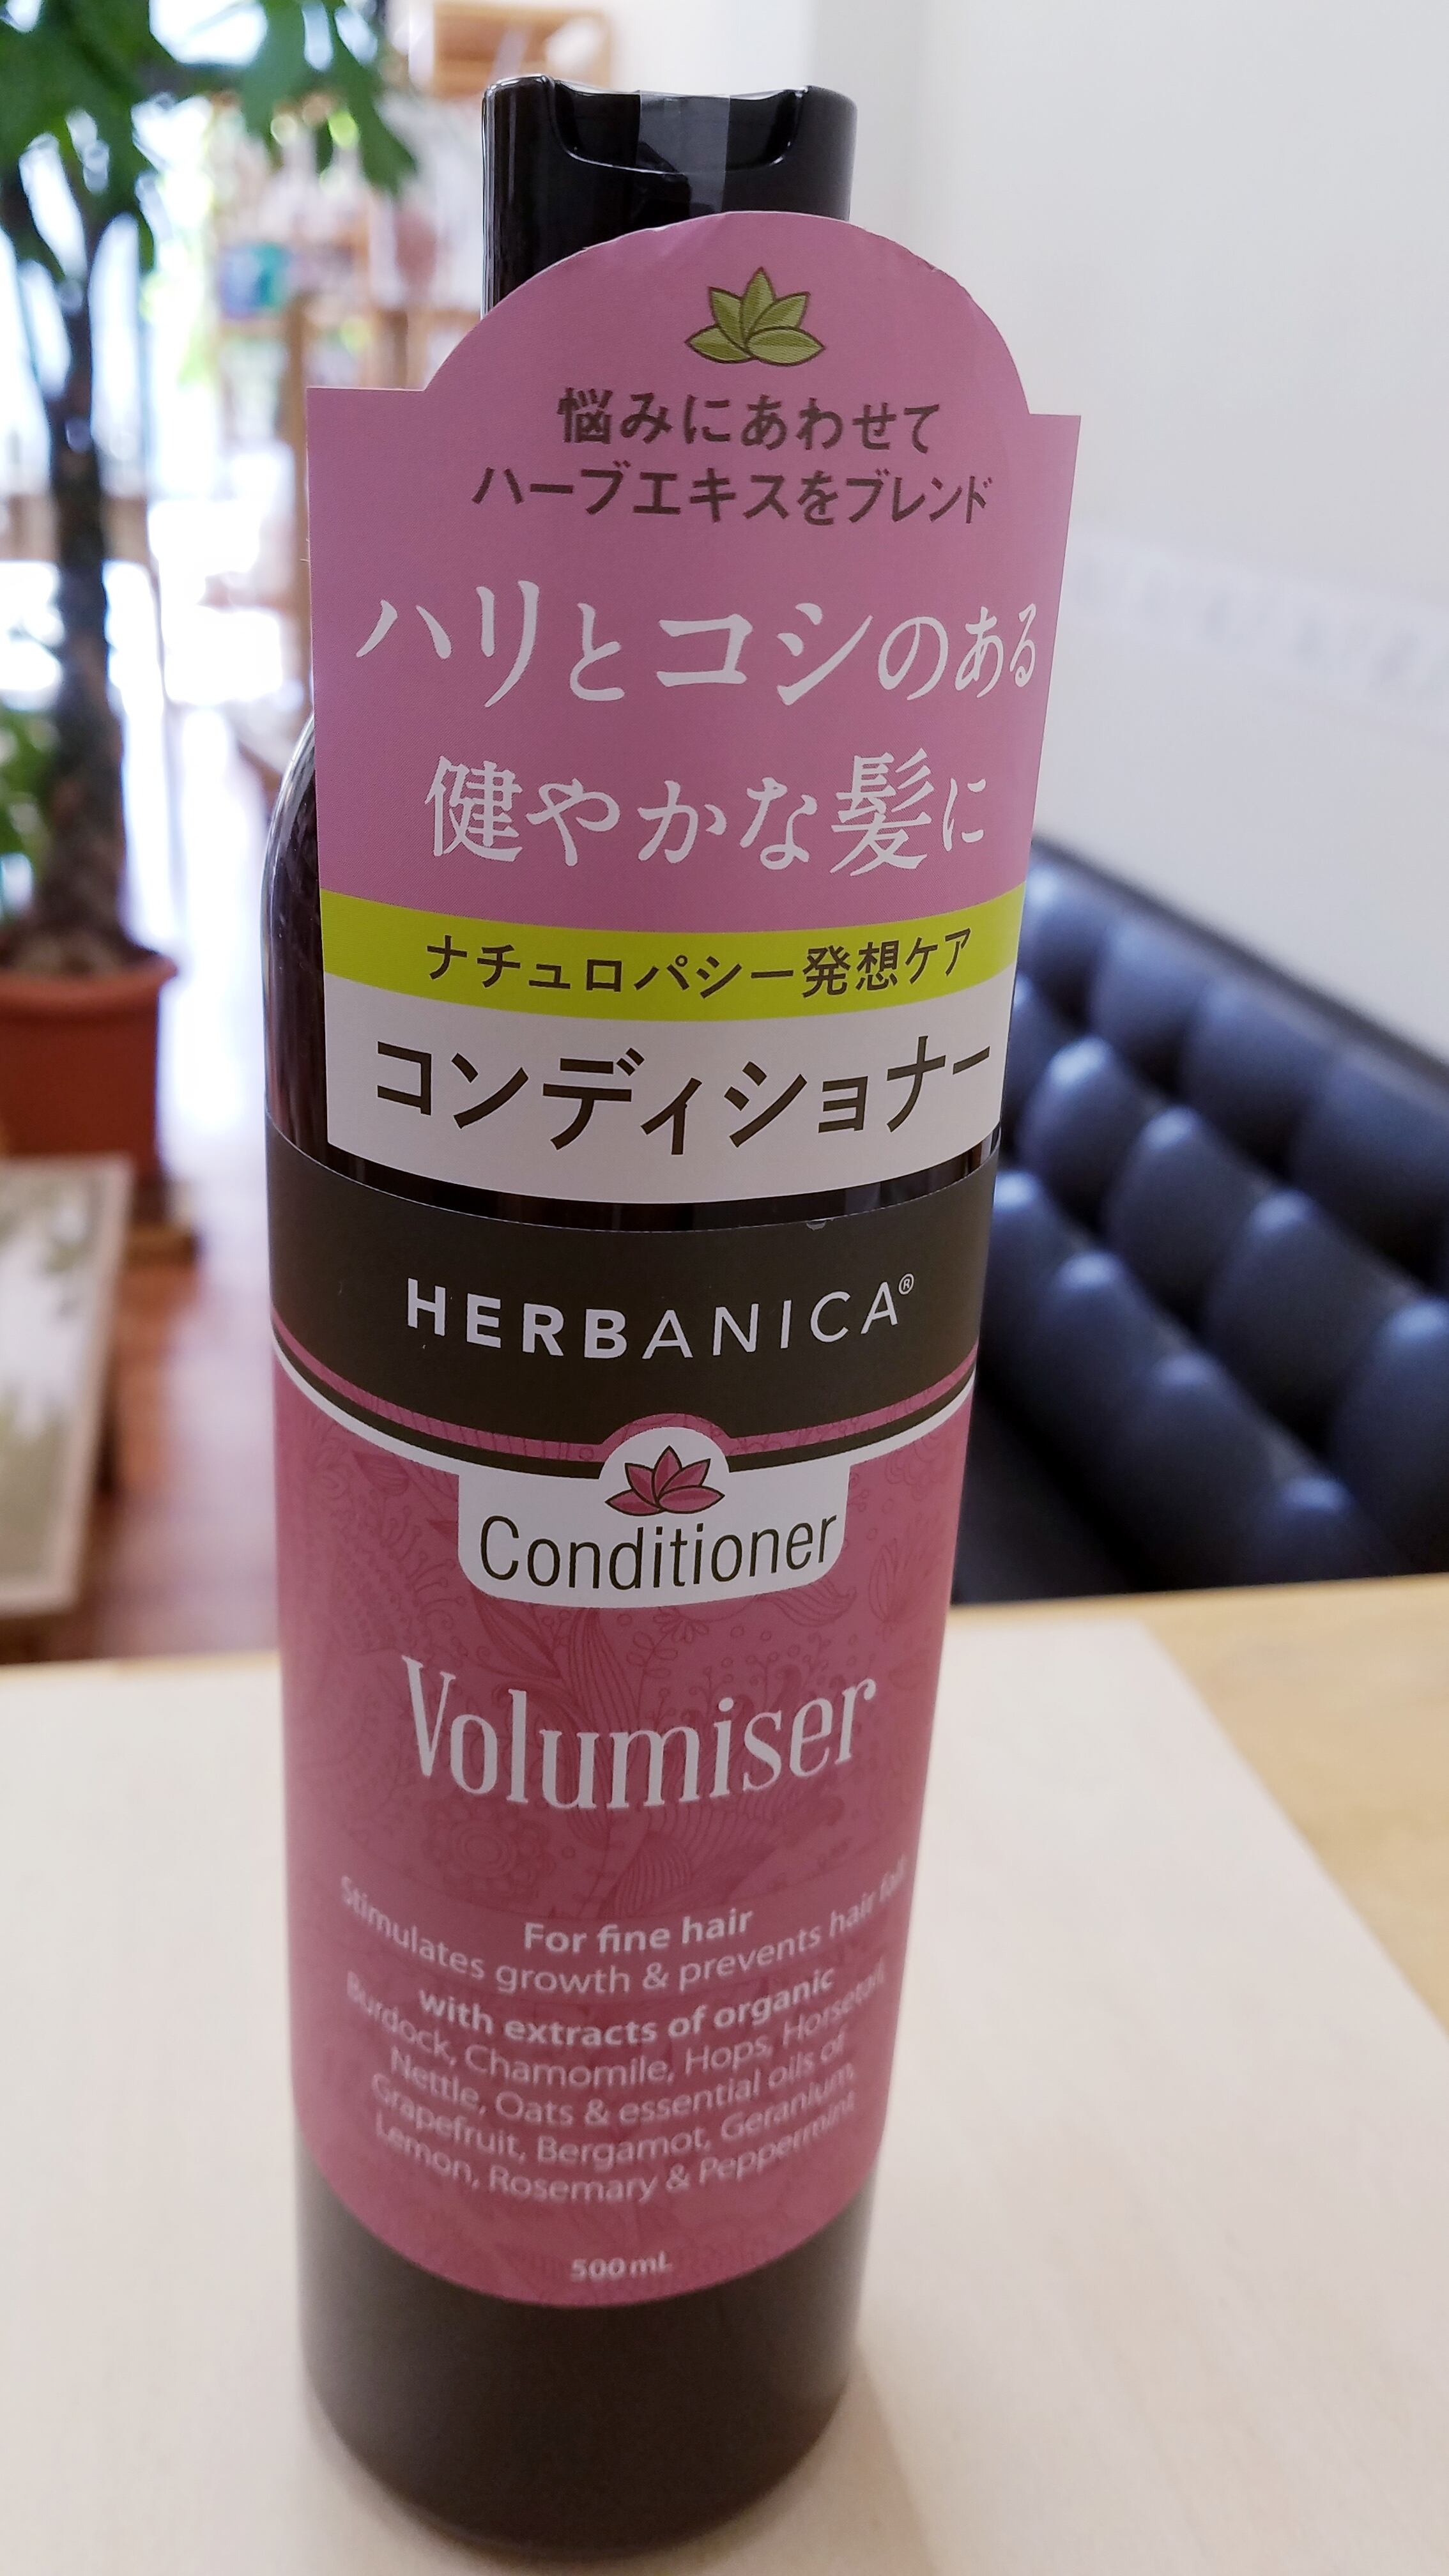 悩みにあわせて
ハーブエキスをブレンド
ハリとコシのある
健やかな髪に
ナチュロパシー発想ケア
コンディショナー
HERBANICA®
Conditioner
Volumiser
For fine hair
Stimulates growth & prevents hair fall
with extracts of organic
Burdock, Chamomile, Hops, Horsetail,
Nettle, Oats & essential oils of
Grapefruit, Bergamot, Geranium,
Lemon, Rosemary & Peppermint
500mL